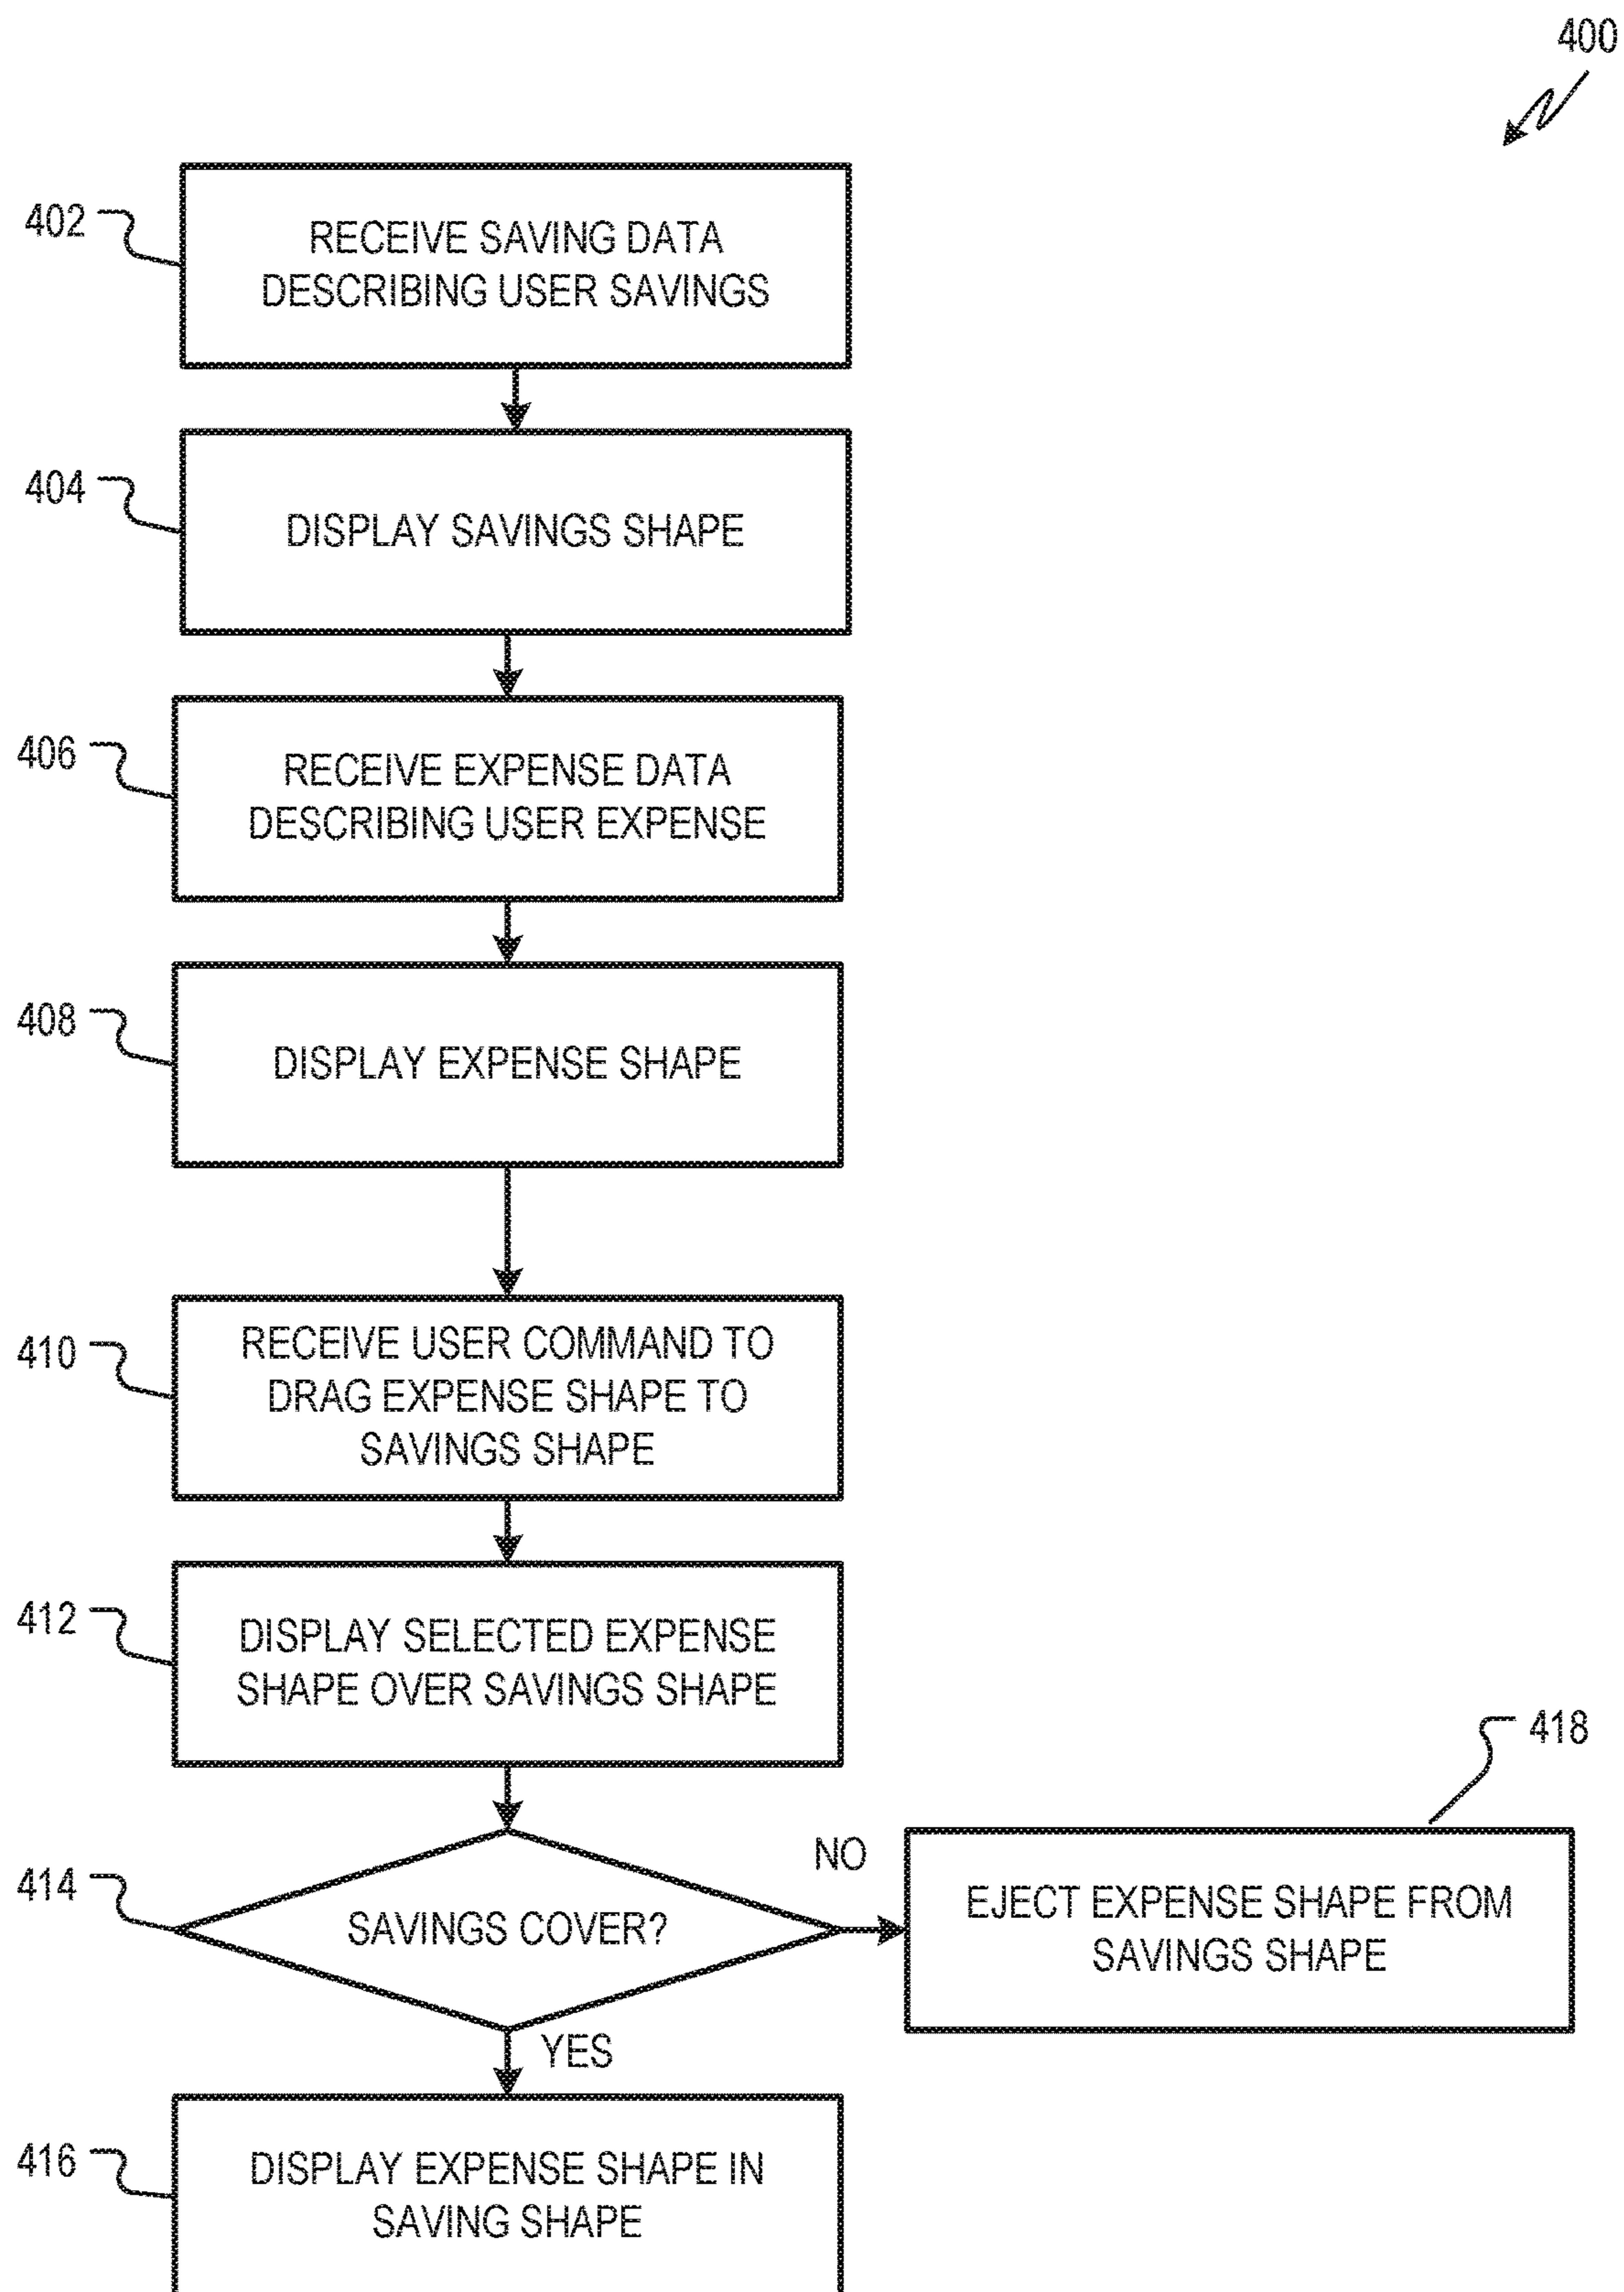 400
402
RECEIVE SAVING DATA
DESCRIBING USER SAVINGS
404
DISPLAY SAVINGS SHAPE
406
RECEIVE EXPENSE DATA
DESCRIBING USER EXPENSE
408
DISPLAY EXPENSE SHAPE
410
RECEIVE USER COMMAND TO
DRAG EXPENSE SHAPE TO
SAVINGS SHAPE
412
DISPLAY SELECTED EXPENSE
SHAPE OVER SAVINGS SHAPE
414
SAVINGS COVER?
NO
418
EJECT EXPENSE SHAPE FROM
SAVINGS SHAPE
YES
416
DISPLAY EXPENSE SHAPE IN
SAVING SHAPE